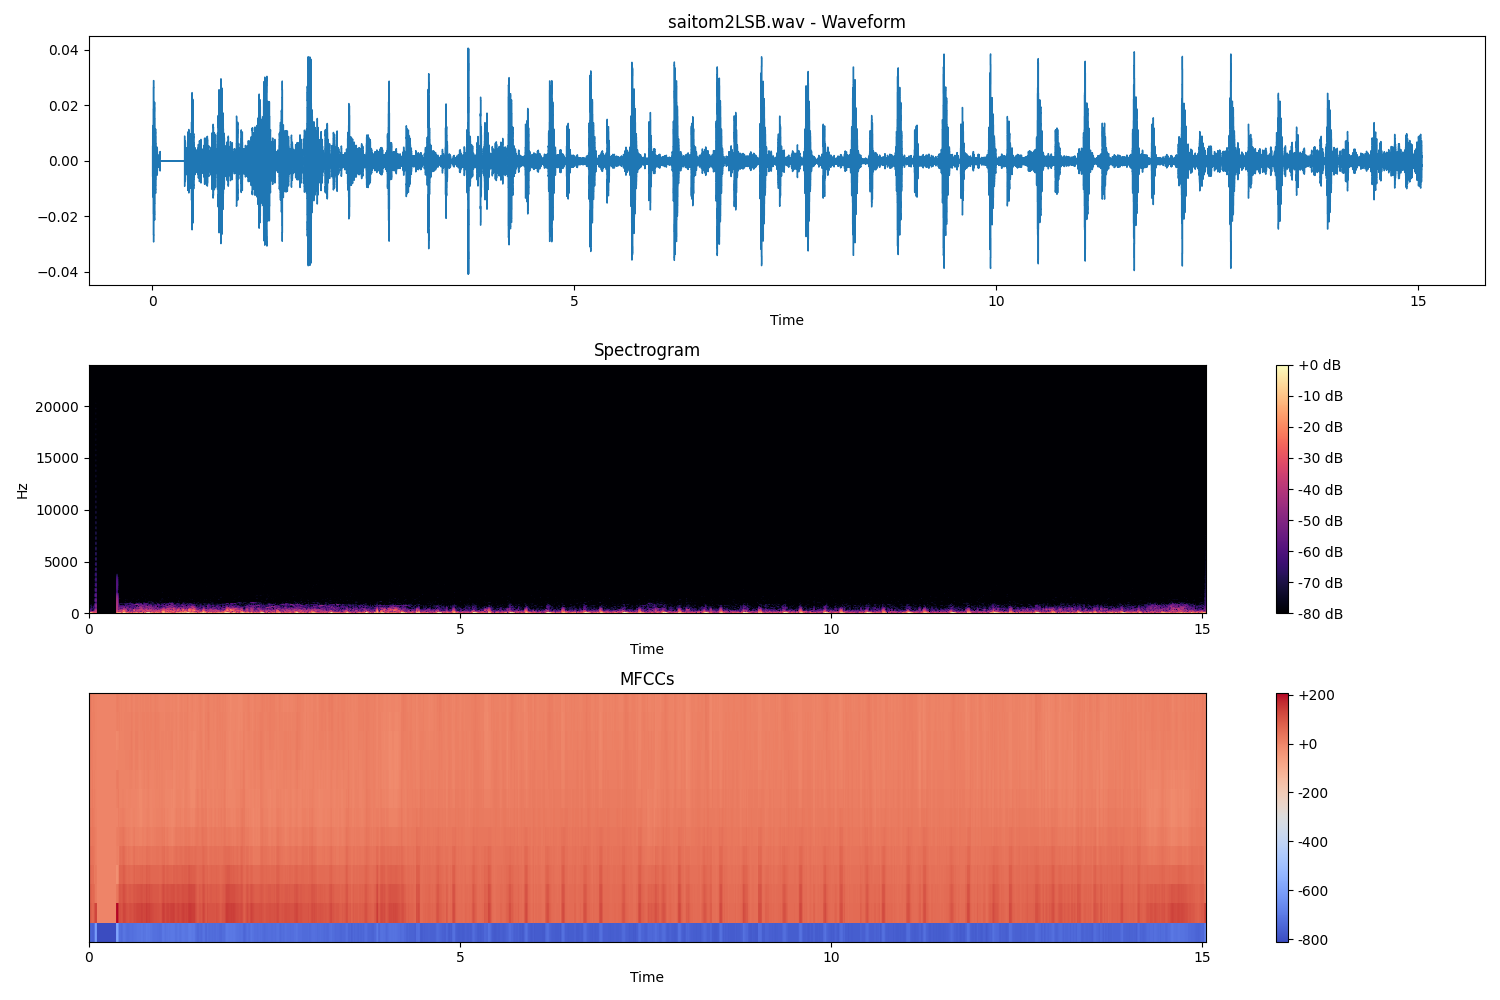 saitom2LSB.wav - Waveform
0.04
0.02
0.00
−0.02
−0.04
0 5 10 15
Time
Spectrogram
Hz
20000
15000
10000
5000
0
0 5 10 15
Time
+0 dB
-10 dB
-20 dB
-30 dB
-40 dB
-50 dB
-60 dB
-70 dB
-80 dB
MFCCs
0 5 10 15
Time
+200
+0
-200
-400
-600
-800